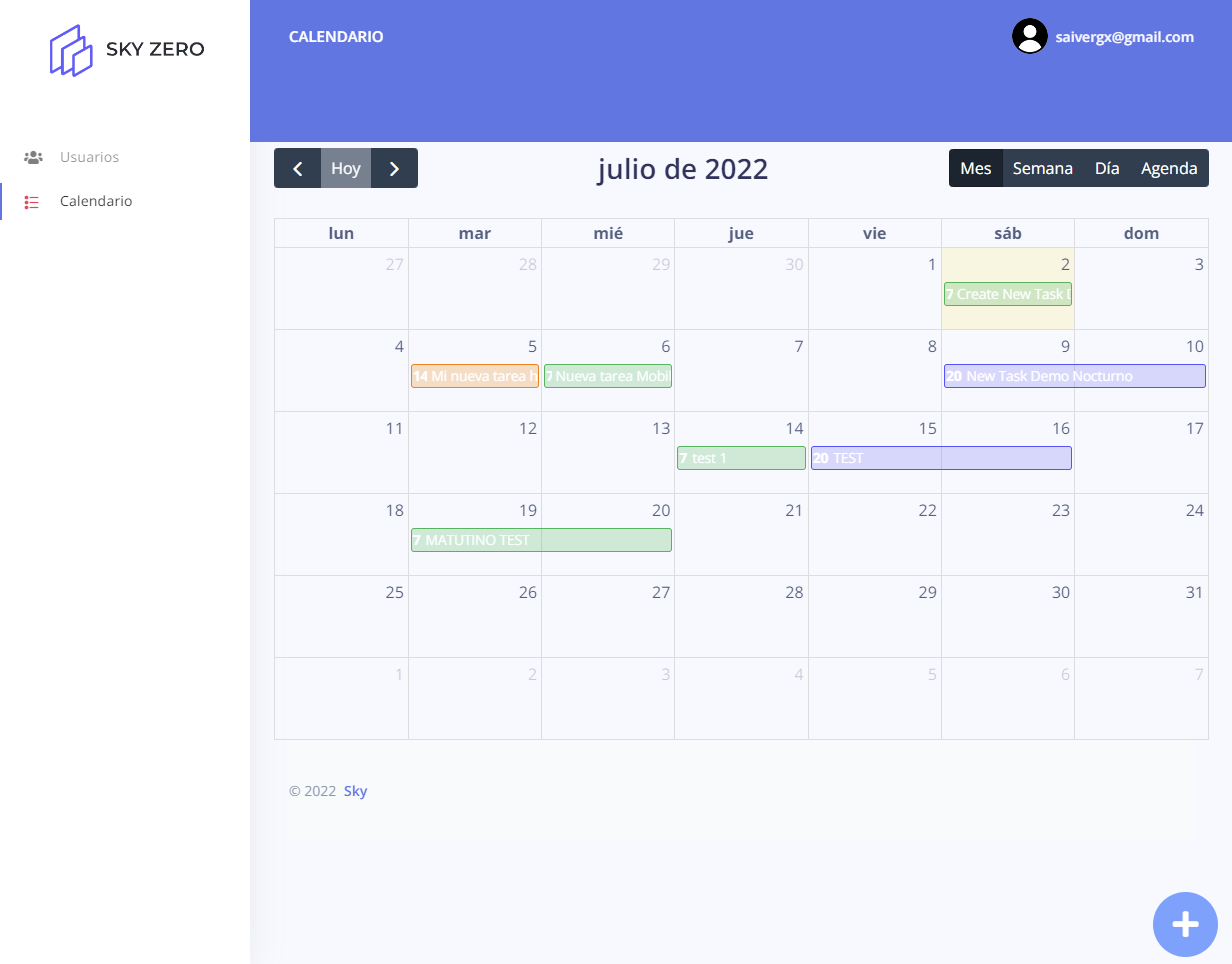 SKY ZERO
CALENDARIO
saivergx@gmail.com
Usuarios
Calendario
Hoy
julio de 2022
Mes Semana Día Agenda
lun mar mié jue vie sáb dom
27 28 29 30 1 2 3
7 Create New Task
4 5 6 7 8 9 10
14 Mi nueva tarea h 7 Nueva tarea Mobil 20 New Task Demo Nocturno
11 12 13 14 15 16 17
7 test 1 20 TEST
18 19 20 21 22 23 24
7 MATUTINO TEST
25 26 27 28 29 30 31
1 2 3 4 5 6 7
© 2022 Sky